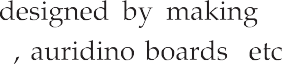 designed by making
, auridino boards etc